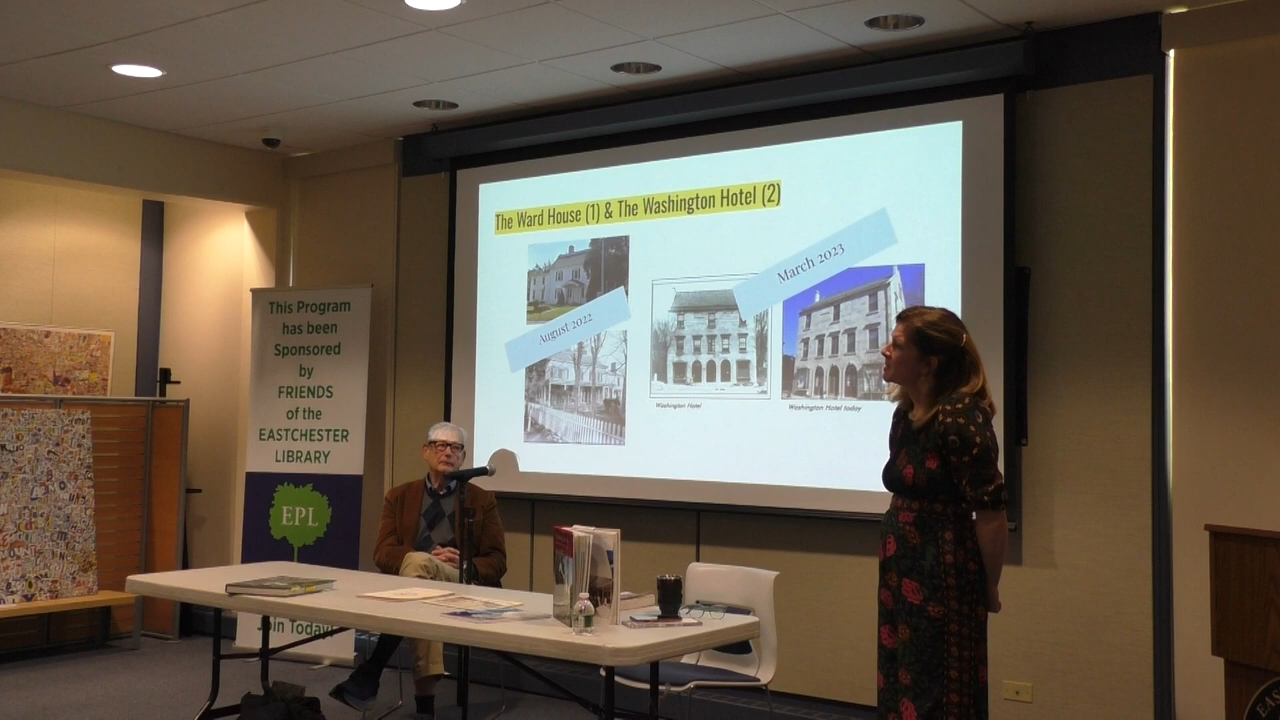 The Ward House (1) & The Washington Hotel (2)
August 2022
March 2023
Washington Hotel
Washington Hotel today
This Program
has been
Sponsored
by
FRIENDS
of the
EASTCHESTER
LIBRARY
EPL
in Today!